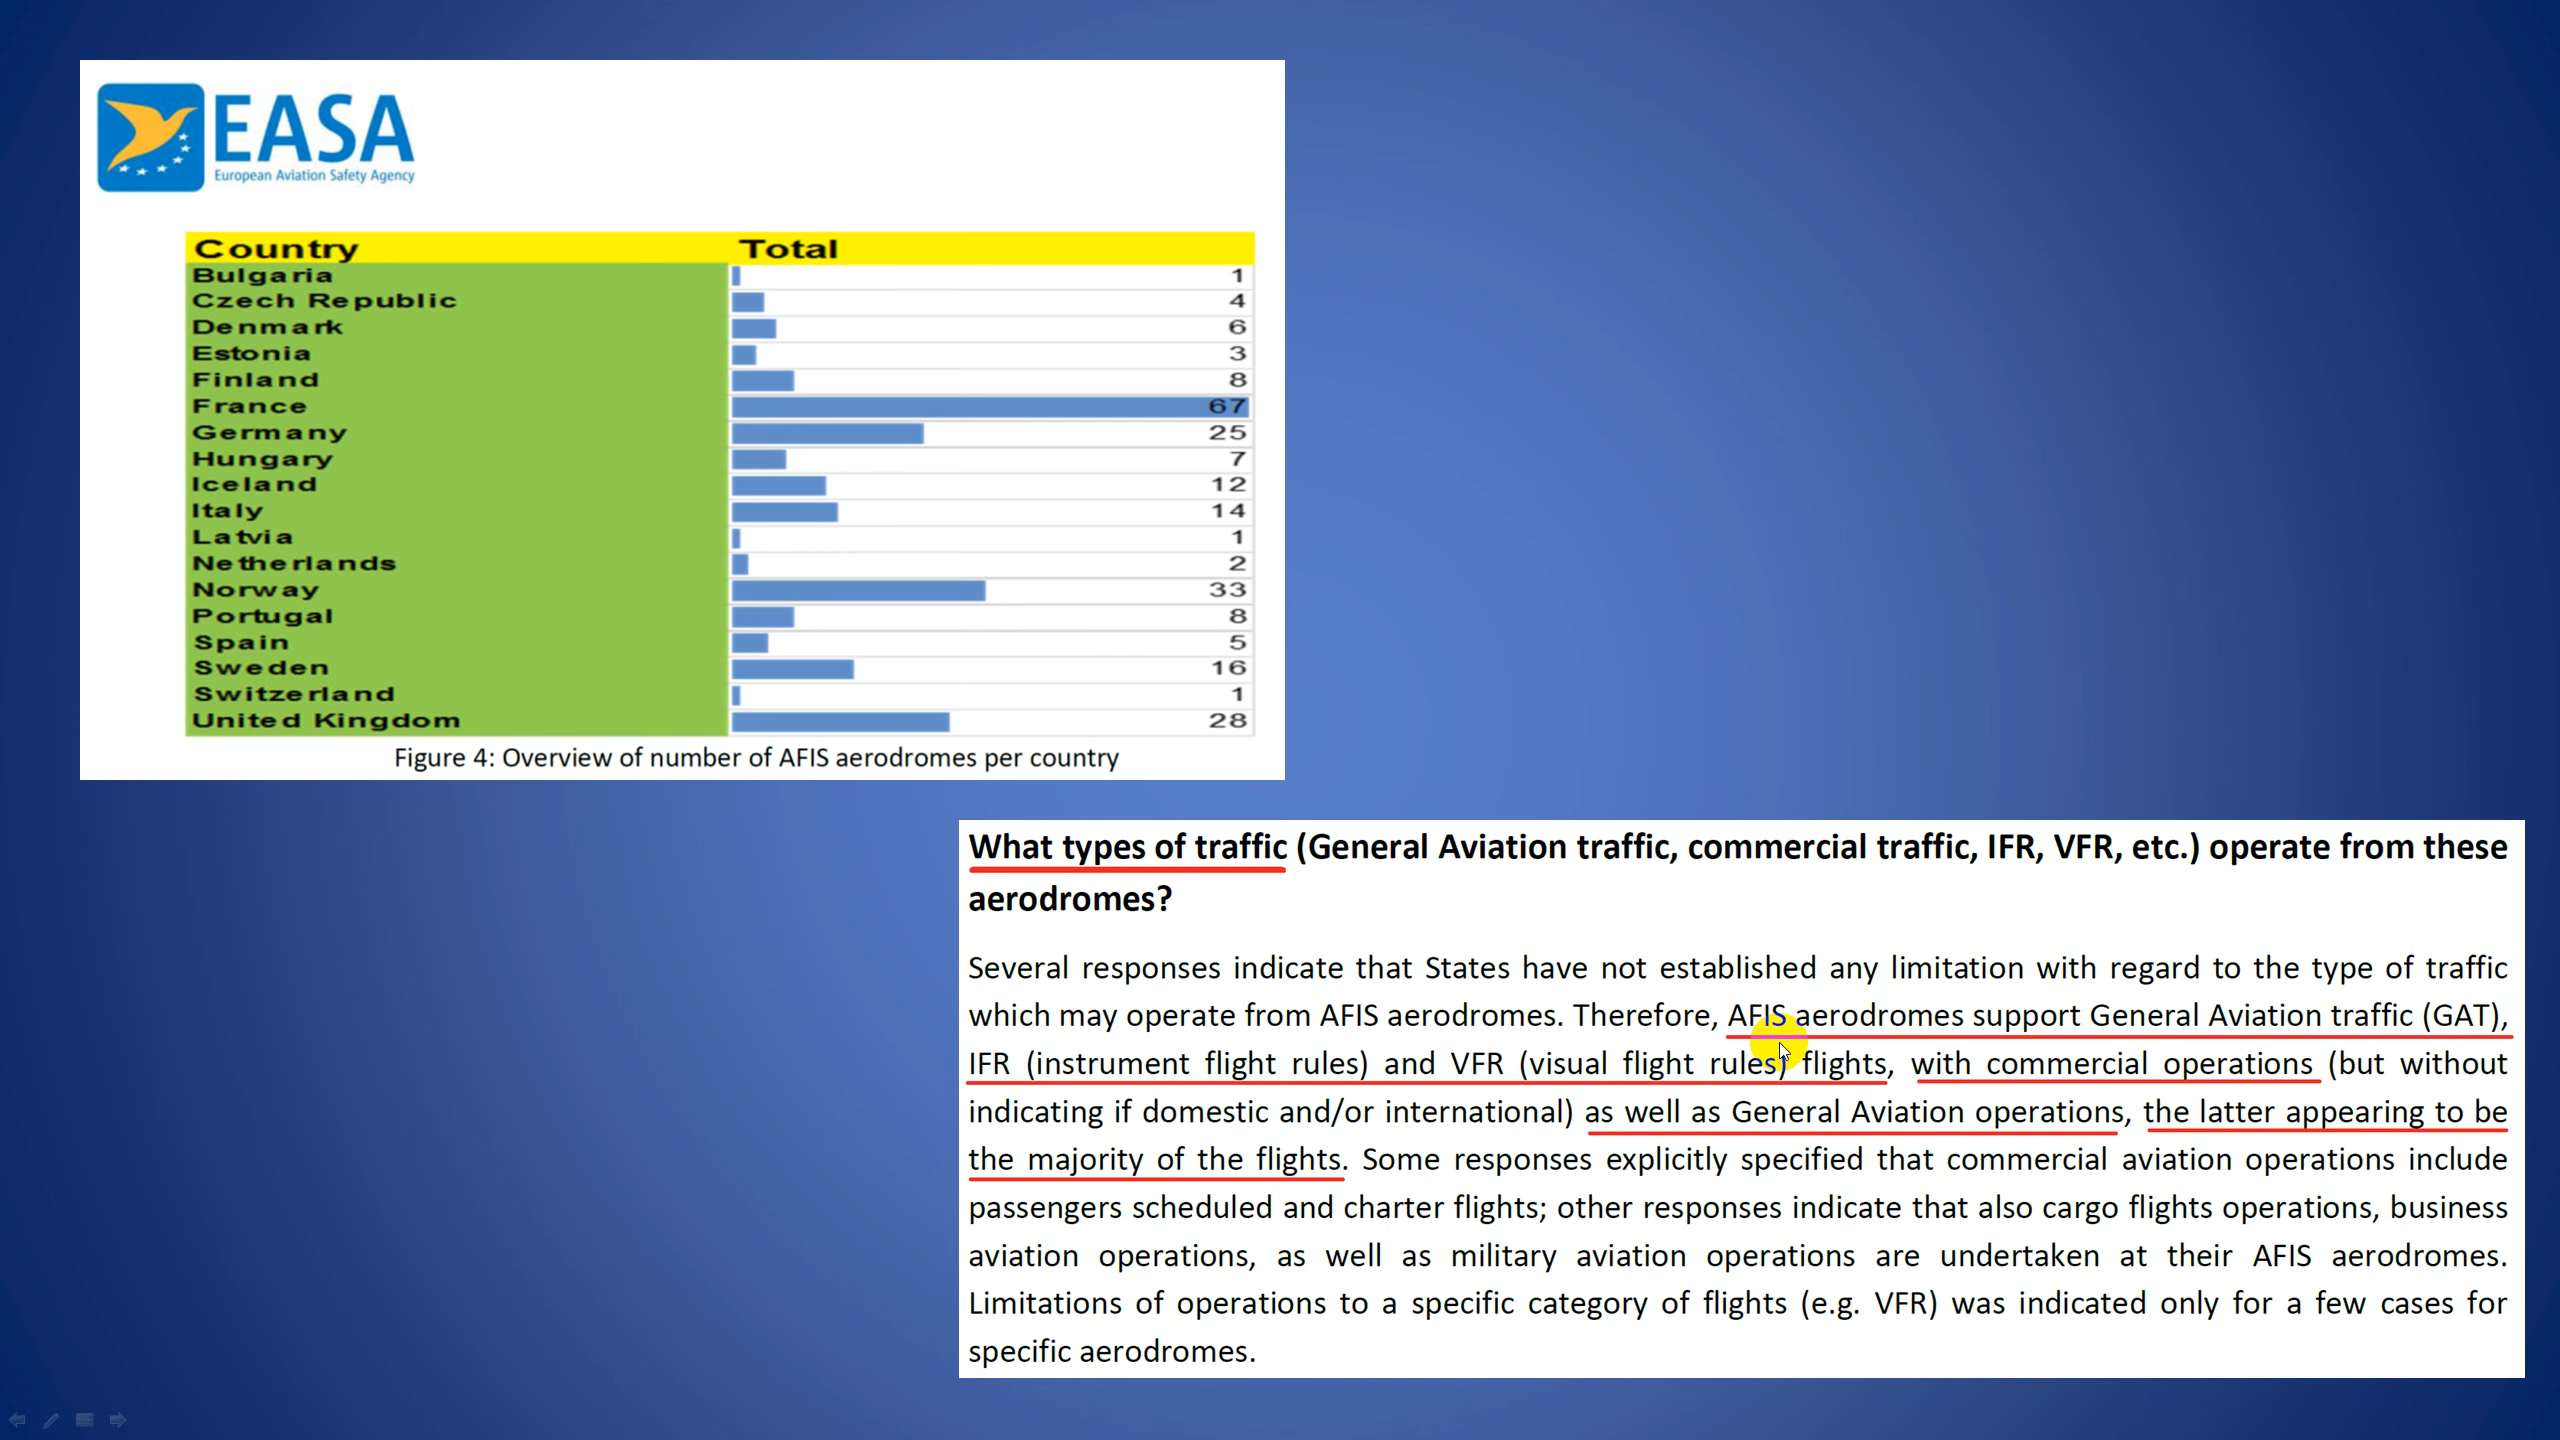 EASA
European Aviation Safety Agency
Country Total
Bulgaria 1
Czech Republic 4
Denmark 6
Estonia 3
Finland 8
France 67
Germany 25
Hungary 7
Iceland 12
Italy 14
Latvia 1
Netherlands 2
Norway 33
Portugal 8
Spain 5
Sweden 16
Switzerland 1
United Kingdom 28
Figure 4: Overview of number of AFIS aerodromes per country
What types of traffic (General Aviation traffic, commercial traffic, IFR, VFR, etc.) operate from these
aerodromes?
Several responses indicate that States have not established any limitation with regard to the type of traffic
which may operate from AFIS aerodromes. Therefore, AFIS aerodromes support General Aviation traffic (GAT),
IFR (instrument flight rules) and VFR (visual flight rules) flights, with commercial operations (but without
indicating if domestic and/or international) as well as General Aviation operations, the latter appearing to be
the majority of the flights. Some responses explicitly specified that commercial aviation operations include
passengers scheduled and charter flights; other responses indicate that also cargo flights operations, business
aviation operations, as well as military aviation operations are undertaken at their AFIS aerodromes.
Limitations of operations to a specific category of flights (e.g. VFR) was indicated only for a few cases for
specific aerodromes.